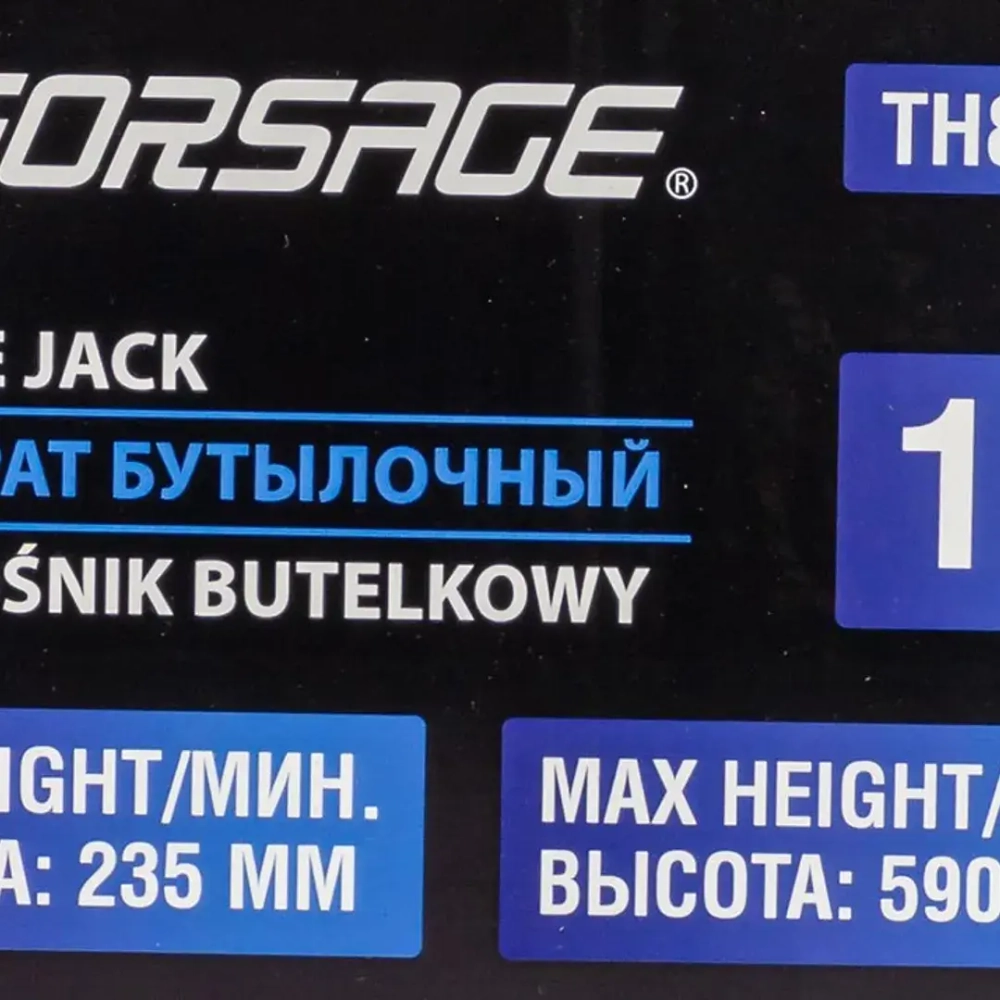 FORSAGE®
TH8
E JACK
РАТ БУТЫЛОЧНЫЙ
1
ŚNIK BUTELKOWY
IGHT/МИН.
А: 235 ММ
MAX HEIGHT/
ВЫСОТА: 590